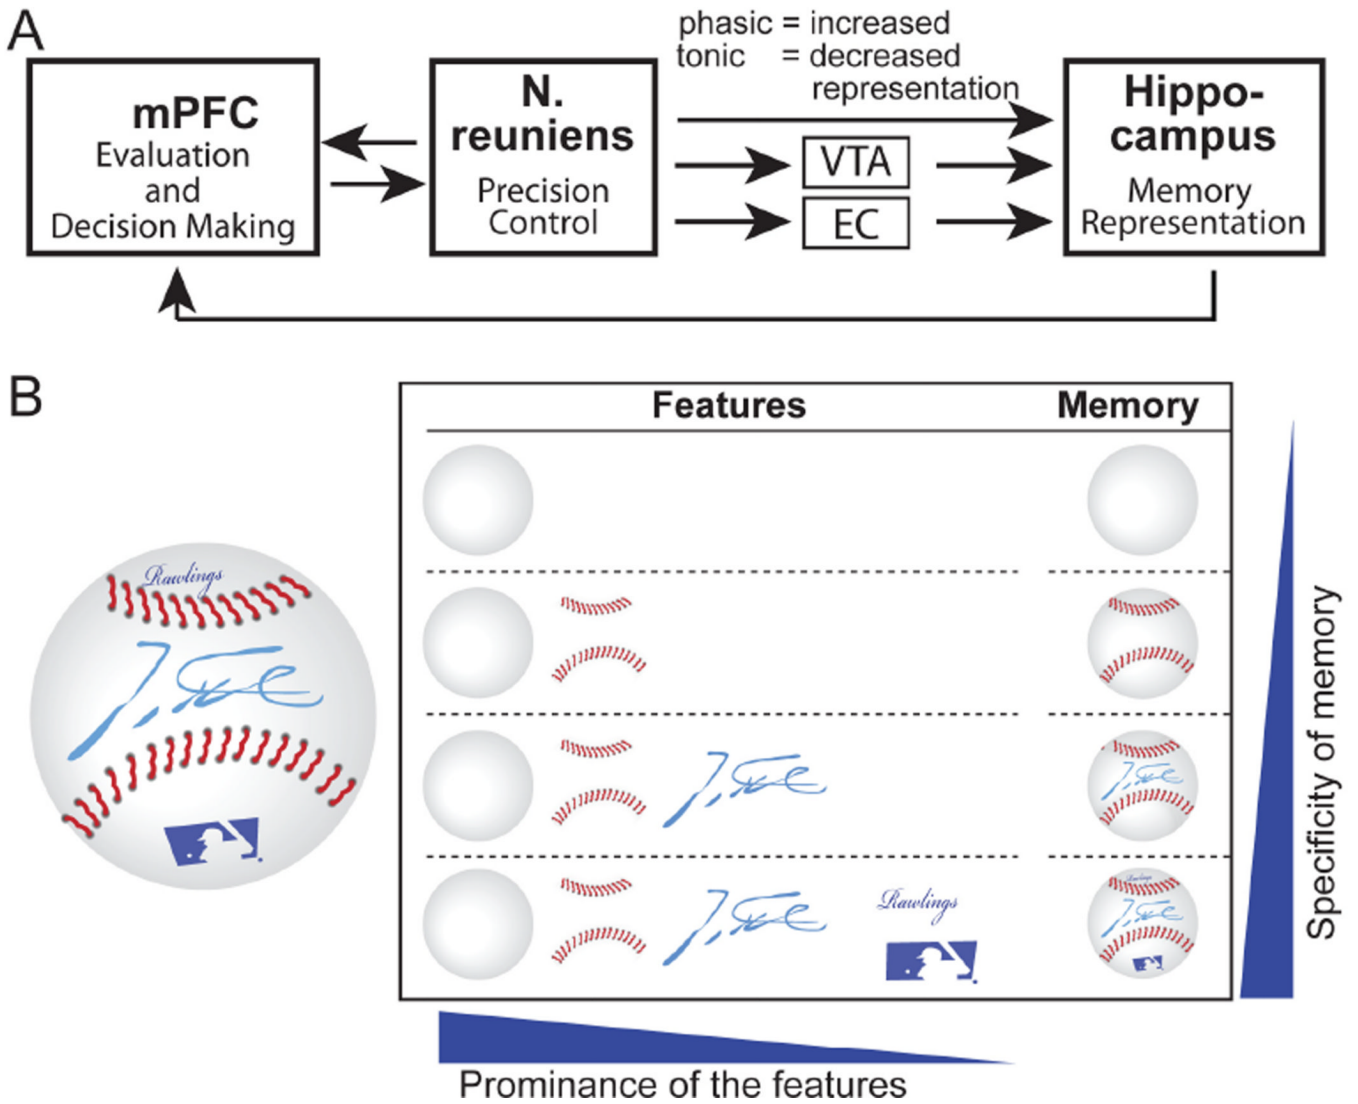 A
phasic = increased
tonic = decreased
representation
mPFC
Evaluation
and
Decision Making
N.
reuniens
Precision
Control
VTA
EC
Hippo-
campus
Memory
Representation
B
Rawlings
Features Memory
Rawlings
Rawlings
Specificity of memory
Prominance of the features